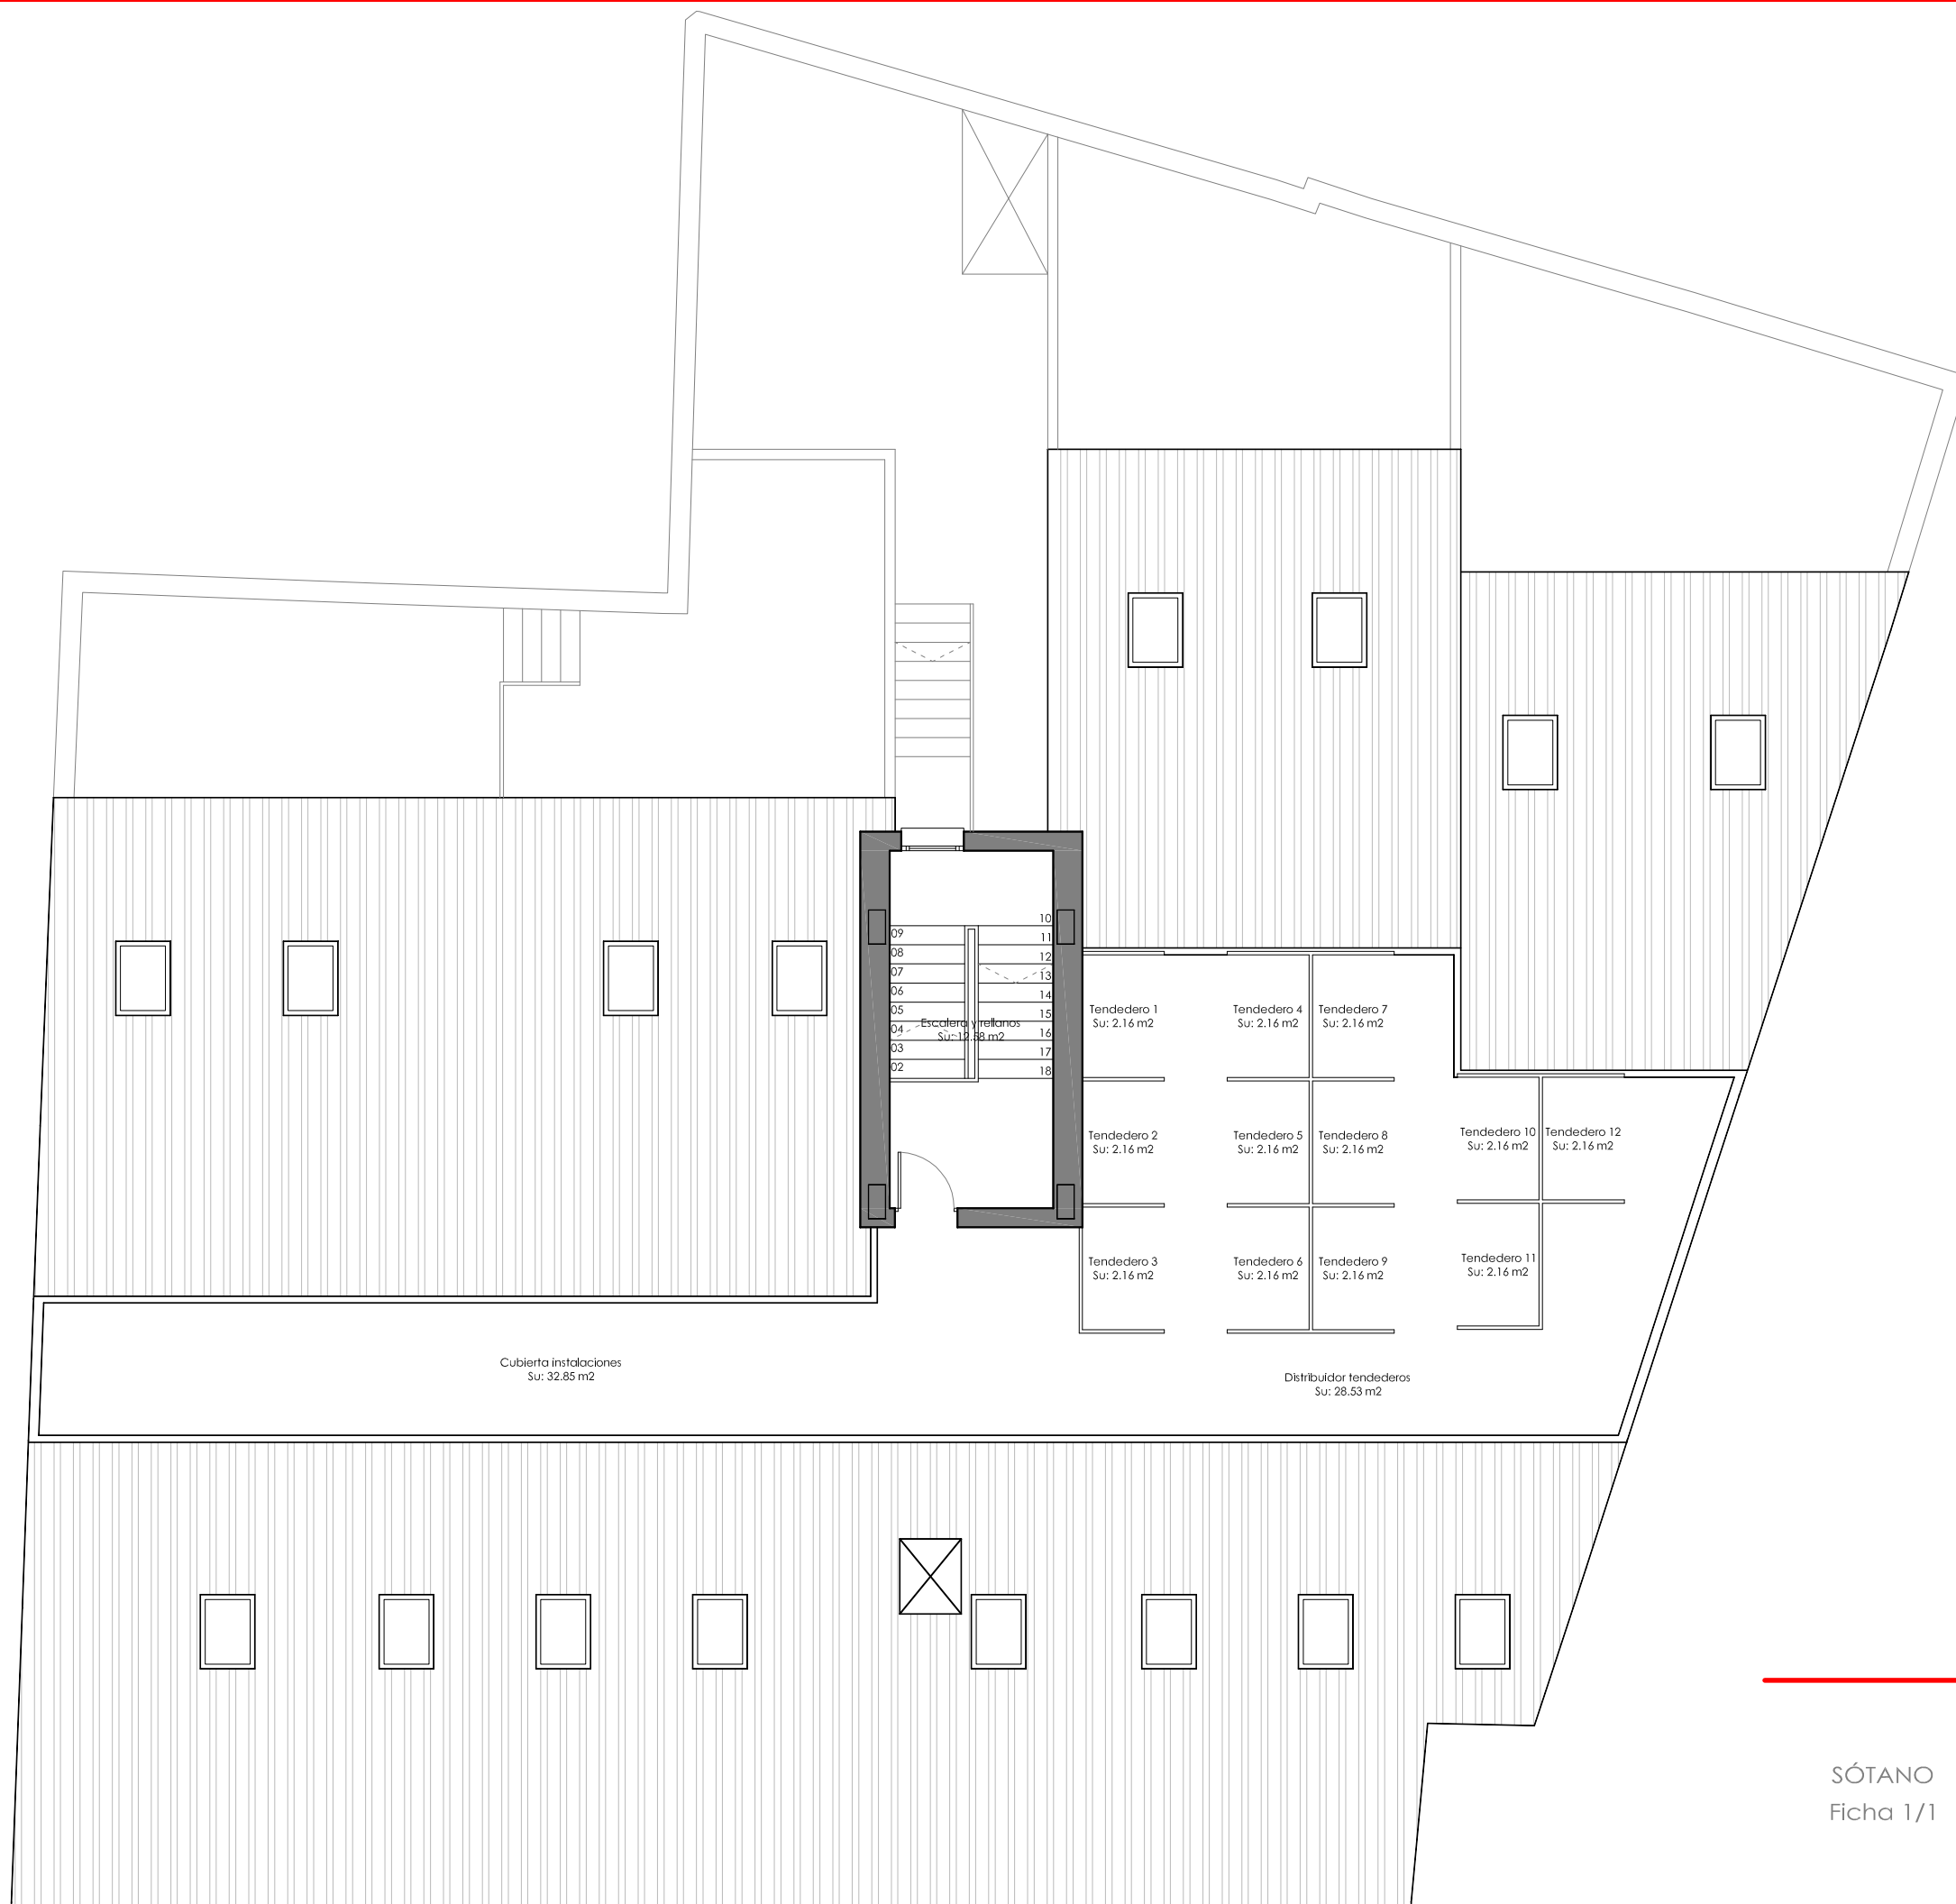 10
09
11
08
12
07
13
06
14
05
15
04
16
03
17
02
18
Escalera y rellanos
Su: 12.58 m2
Tendedero 1
Su: 2.16 m2
Tendedero 4
Su: 2.16 m2
Tendedero 7
Su: 2.16 m2
Tendedero 2
Su: 2.16 m2
Tendedero 5
Su: 2.16 m2
Tendedero 8
Su: 2.16 m2
Tendedero 10
Su: 2.16 m2
Tendedero 12
Su: 2.16 m2
Tendedero 3
Su: 2.16 m2
Tendedero 6
Su: 2.16 m2
Tendedero 9
Su: 2.16 m2
Tendedero 11
Su: 2.16 m2
Cubierta instalaciones
Su: 32.85 m2
Distribuidor tendederos
Su: 28.53 m2
SÓTANO
Ficha 1/1